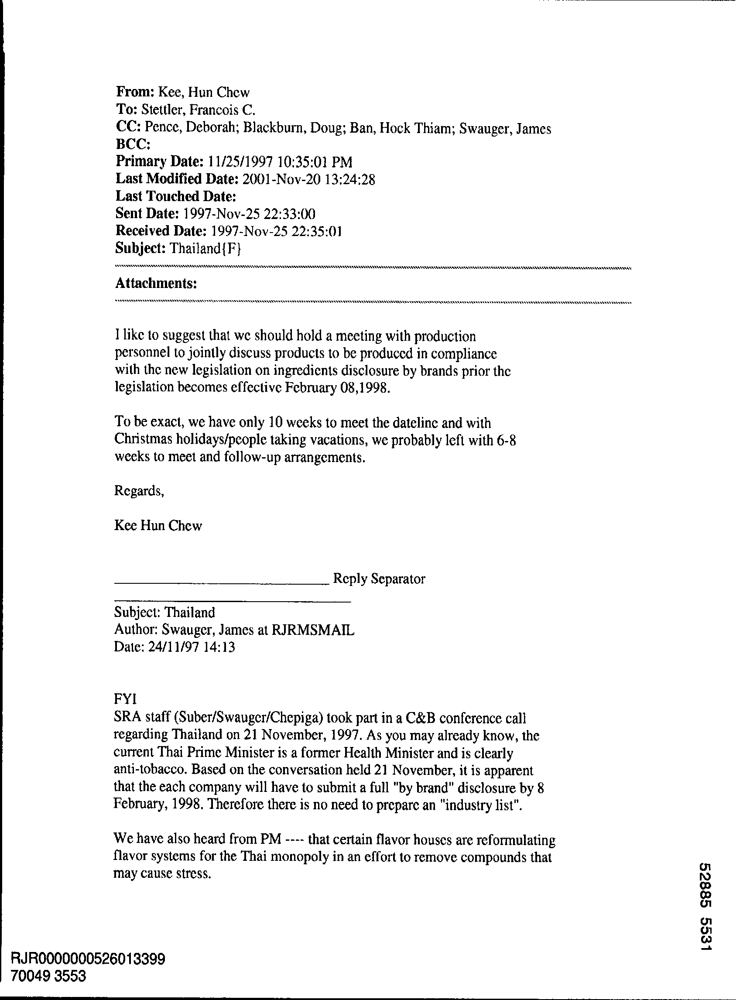 From: Kee, Hun Chew
To: Stettler, Francois C.
CC: Pence, Deborah; Blackburn, Doug; Ban, Hock Thiam; Swauger, James
BCC:
Primary Date: 11/25/1997 10:35:01 PM
Last Modified Date: 2001-Nov-20 13:24:28
Last Touched Date:
Sent Date: 1997-Nov-25 22:33:00
Received Date: 1997-Nov-25 22:35:01
Subject: Thailand{F}
Attachments:
I like to suggest that we should hold a meeting with production
personnel to jointly discuss products to be produced in compliance
with the new legislation on ingredients disclosure by brands prior the
legislation becomes effective February 08,1998.
To be exact, we have only 10 weeks to meet the dateline and with
Christmas holidays/people taking vacations, we probably left with 6-8
weeks to meet and follow-up arrangements.
Regards,
Kee Hun Chew
Reply Separator
Subject: Thailand
Author: Swauger, James at RJRMSMAIL
Date: 24/11/97 14:13
FYI
SRA staff (Suber/Swauger/Chepiga) took part in a C&B conference call
regarding Thailand on 21 November, 1997. As you may already know, the
current Thai Prime Minister is a former Health Minister and is clearly
anti-tobacco. Based on the conversation held 21 November, it is apparent
that the each company will have to submit a full "by brand" disclosure by 8
February, 1998. Therefore there is no need to prepare an "industry list".
We have also heard from PM ---- that certain flavor houses are reformulating
flavor systems for the Thai monopoly in an effort to remove compounds that
may cause stress.
52885 5531
RJR0000000526013399
70049 3553